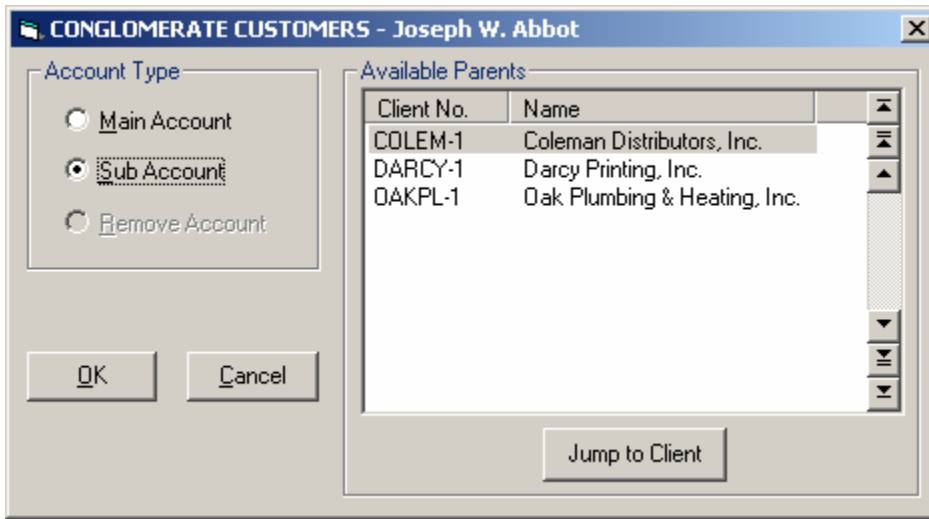 CONGLOMERATE CUSTOMERS - Joseph W. Abbot
Account Type
Main Account
Sub Account
Remove Account
OK
Cancel
Available Parents
Client No. Name
COLEM-1 Coleman Distributors, Inc.
DARCY-1 Darcy Printing, Inc.
OAKPL-1 Oak Plumbing & Heating, Inc.
Jump to Client